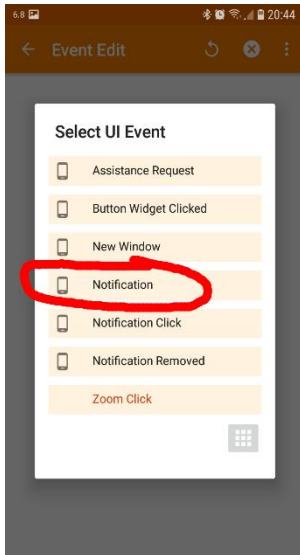 6.8 20:44
Event Edit
Select UI Event
Assistance Request
Button Widget Clicked
New Window
Notification
Notification Click
Notification Removed
Zoom Click